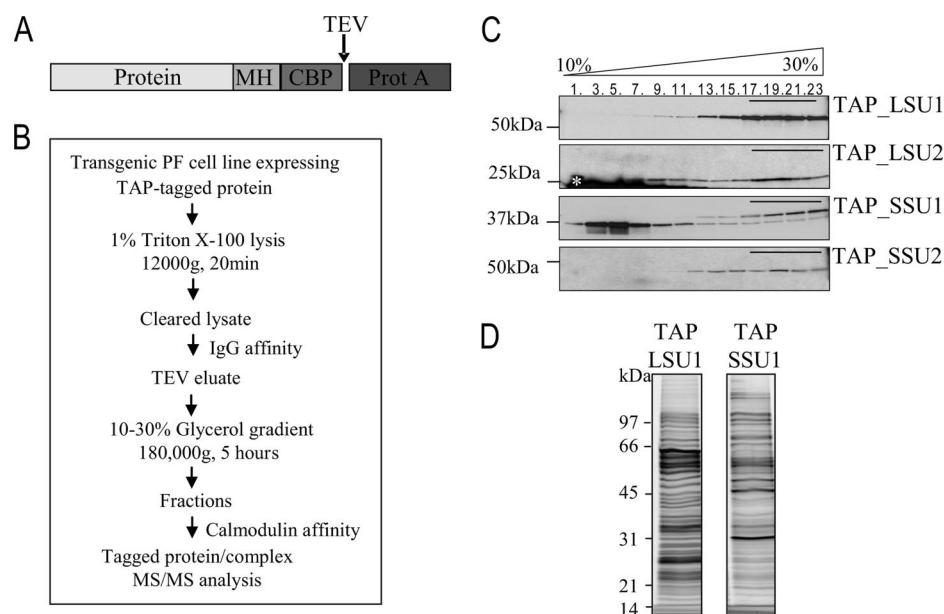 A
TEV
Protein
MH
CBP
Prot A
B
Transgenic PF cell line expressing
TAP-tagged protein
1% Triton X-100 lysis
12000g, 20min
Cleared lysate
IgG affinity
TEV eluate
10-30% Glycerol gradient
180,000g, 5 hours
Fractions
Calmodulin affinity
Tagged protein/complex
MS/MS analysis
C
10% 30%
1. 3. 5. 7. 9. 11. 13.15.17.19.21.23
50kDa TAP_LSU1
25kDa * TAP_LSU2
37kDa TAP_SSU1
50kDa TAP_SSU2
D
TAP TAP
LSU1 SSU1
kDa
97
66
45
31
21
14